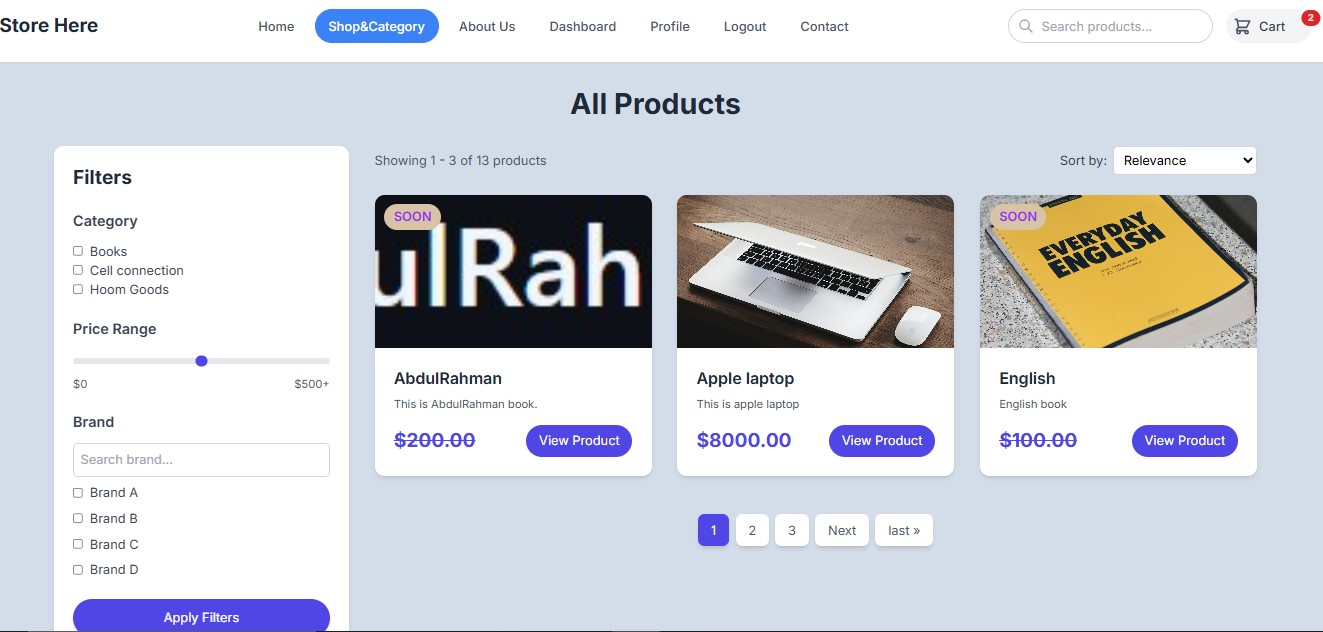 Store Here
Home Shop&Category About Us Dashboard Profile Logout Contact
Search products...
Cart 2
All Products
Filters
Category
Books
Cell connection
Hoom Goods
Price Range
$0 $500+
Brand
Search brand...
Brand A
Brand B
Brand C
Brand D
Apply Filters
Showing 1 - 3 of 13 products
Sort by: Relevance
SOON
ulRah
AbdulRahman
This is AbdulRahman book.
$200.00 View Product
Apple laptop
This is apple laptop
$8000.00 View Product
SOON
EVERYDAY
ENGLISH
English
English book
$100.00 View Product
1 2 3 Next last »